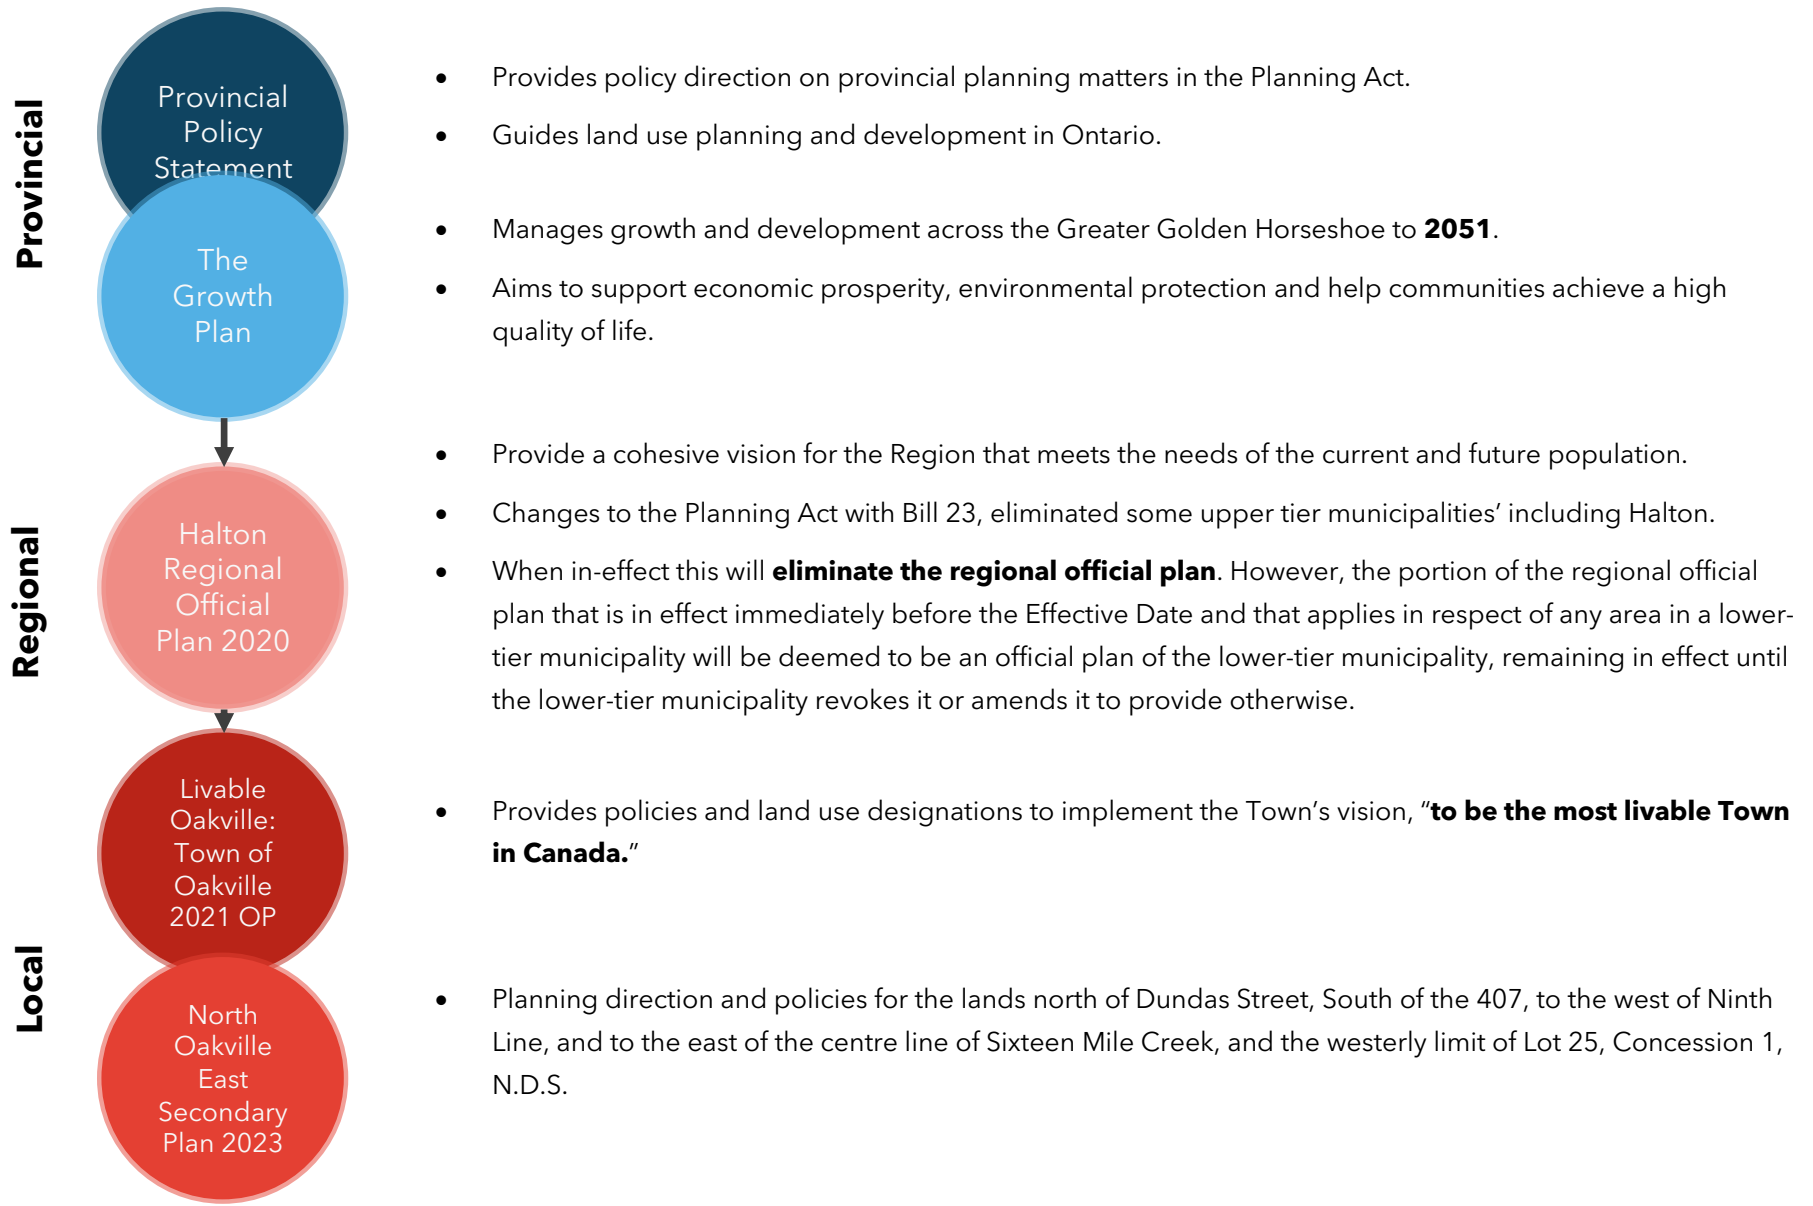 Provincial
Provincial
Policy
Statement
• Provides policy direction on provincial planning matters in the Planning Act.
• Guides land use planning and development in Ontario.
The
Growth
Plan
• Manages growth and development across the Greater Golden Horseshoe to 2051.
• Aims to support economic prosperity, environmental protection and help communities achieve a high
quality of life.
Regional
Halton
Regional
Official
Plan 2020
• Provide a cohesive vision for the Region that meets the needs of the current and future population.
• Changes to the Planning Act with Bill 23, eliminated some upper tier municipalities’ including Halton.
• When in-effect this will eliminate the regional official plan. However, the portion of the regional official
plan that is in effect immediately before the Effective Date and that applies in respect of any area in a lower-
tier municipality will be deemed to be an official plan of the lower-tier municipality, remaining in effect until
the lower-tier municipality revokes it or amends it to provide otherwise.
Local
Livable
Oakville:
Town of
Oakville
2021 OP
• Provides policies and land use designations to implement the Town’s vision, “to be the most livable Town
in Canada.”
North
Oakville
East
Secondary
Plan 2023
• Planning direction and policies for the lands north of Dundas Street, South of the 407, to the west of Ninth
Line, and to the east of the centre line of Sixteen Mile Creek, and the westerly limit of Lot 25, Concession 1,
N.D.S.